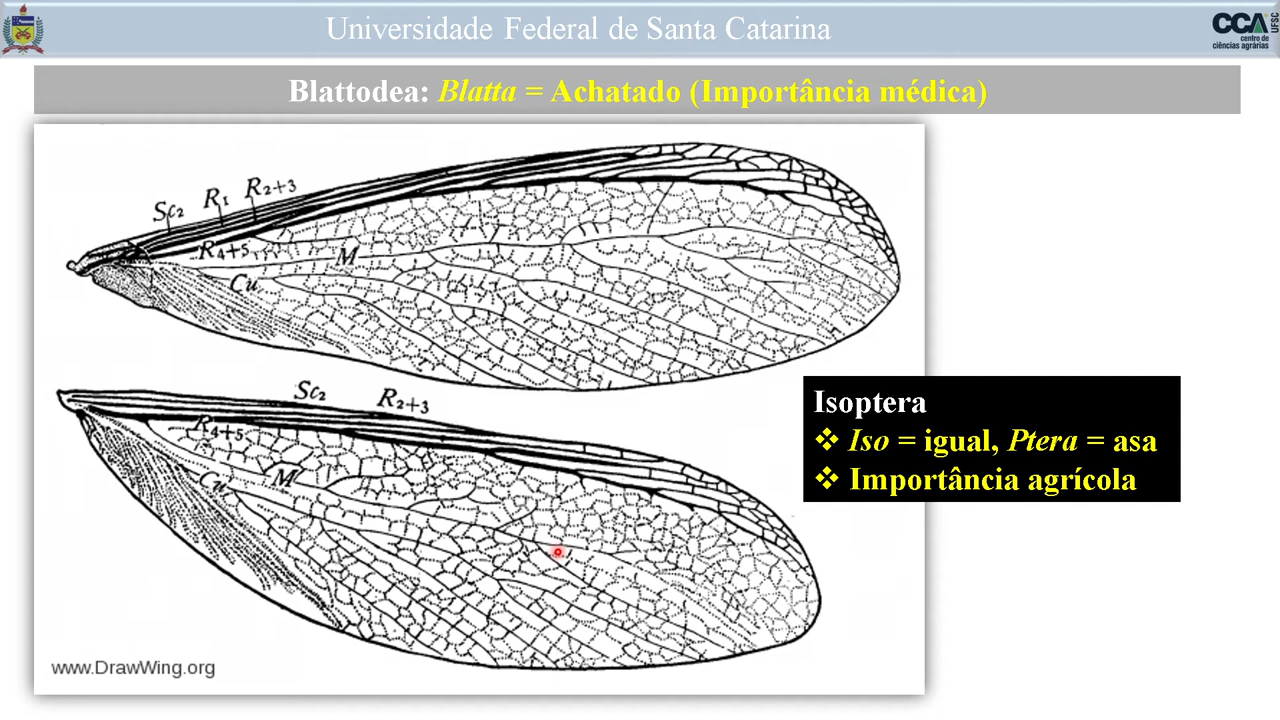 Universidade Federal de Santa Catarina
CCA
UFSC
centro de
ciências agrárias
Blattodea: Blatta = Achatado (Importância médica)
Sc2
R1
R2+3
R4+5
M
Cu
Sc2
R2+3
R4+5
M
Cu
www.DrawWing.org
Isoptera
❖ Iso = igual, Ptera = asa
❖ Importância agrícola